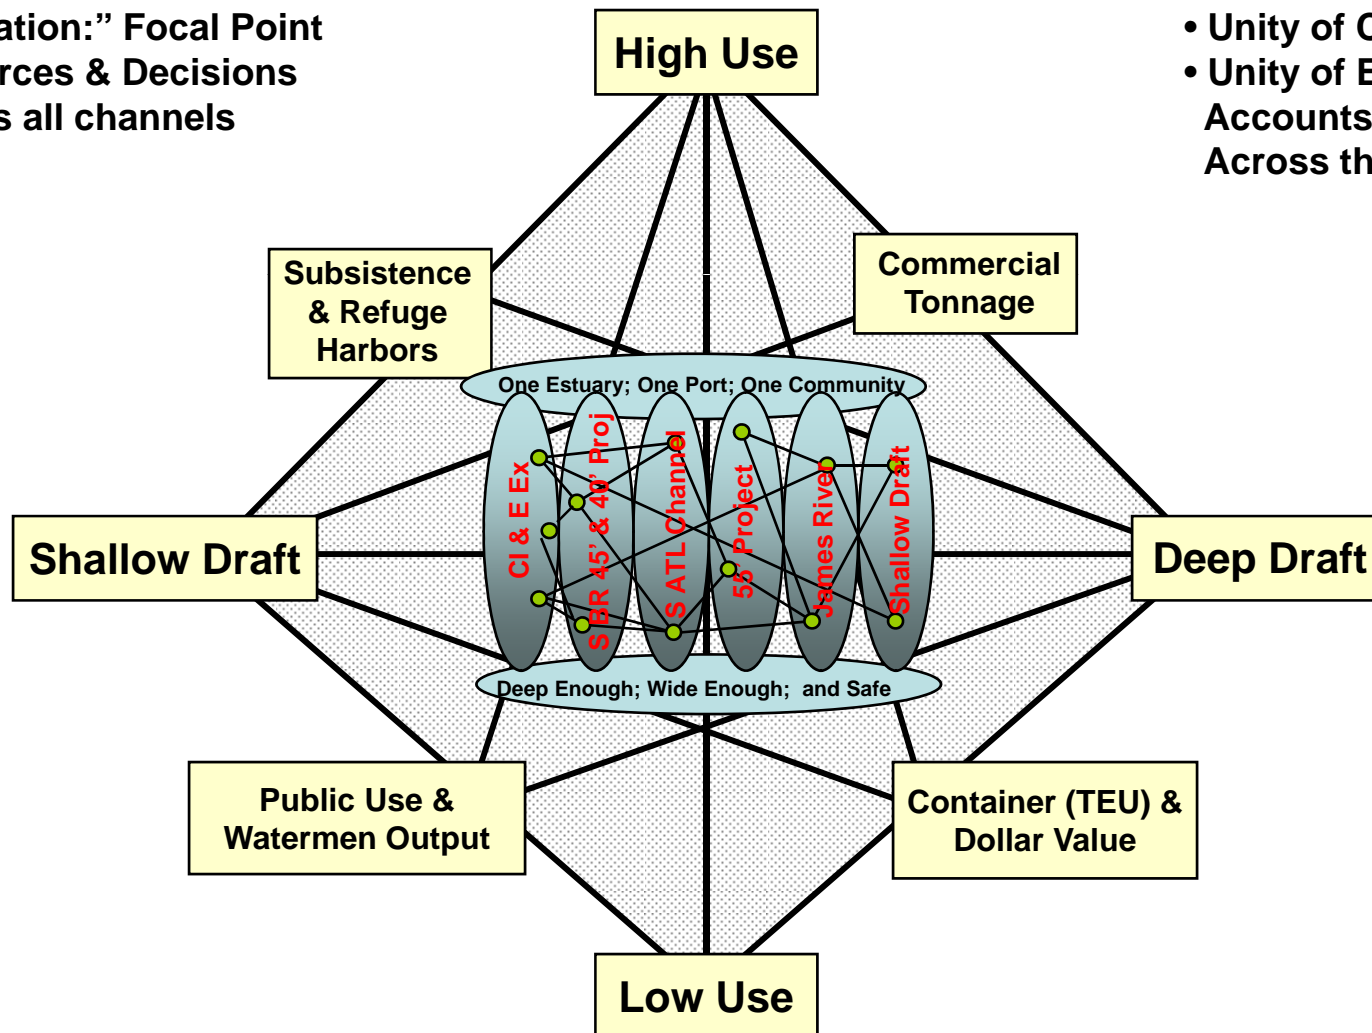 ation:” Focal Point
rces & Decisions
s all channels
• Unity of
• Unity of
Accounts
Across th
High Use
Subsistence
& Refuge
Harbors
Commercial
Tonnage
One Estuary; One Port; One Community
CI & E Ex
S BR 45’ & 40’ Proj
S ATL Channel
55’ Project
James River
Shallow Draft
Shallow Draft
Deep Draft
Deep Enough; Wide Enough;  and Safe
Public Use &
Watermen Output
Container (TEU) &
Dollar Value
Low Use